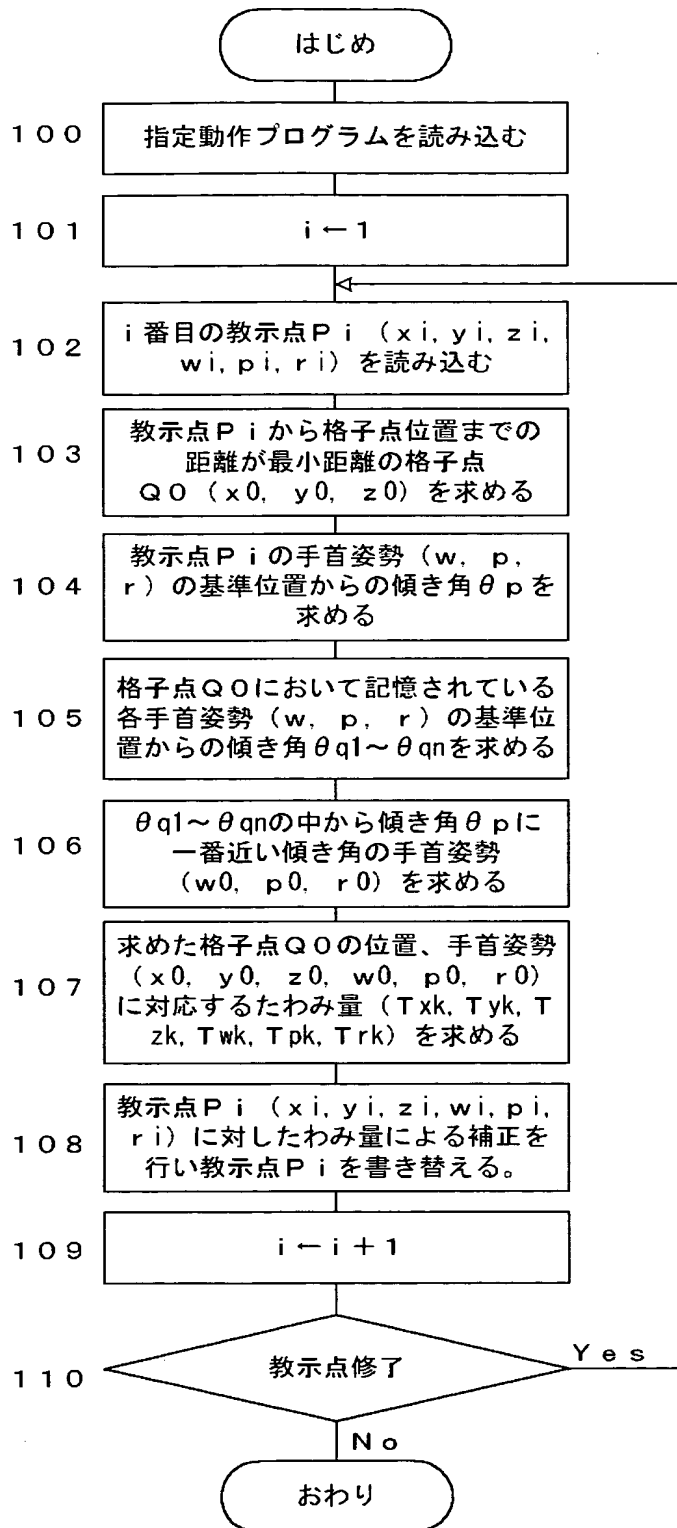 はじめ
100
指定動作プログラムを読み込む
101
i←1
102
i番目の教示点Pi(xi, yi, zi,
wi, pi, ri)を読み込む
103
教示点Piから格子点位置までの
距離が最小距離の格子点
Q0(x0, y0, z0)を求める
104
教示点Piの手首姿勢(w, p,
r)の基準位置からの傾き角θpを
求める
105
格子点Q0において記憶されている
各手首姿勢(w, p, r)の基準位
置からの傾き角θq1~θqnを求める
106
θq1~θqnの中から傾き角θpに
一番近い傾き角の手首姿勢
(w0, p0, r0)を求める
107
求めた格子点Q0の位置、手首姿勢
(x0, y0, z0, w0, p0, r0)
に対応するたわみ量(Txk, Tyk, T
zk, Twk, Tpk, Trk)を求める
108
教示点Pi(xi, yi, zi, wi, pi,
ri)に対したわみ量による補正を
行い教示点Piを書き替える。
109
i←i+1
110
教示点修了
Yes
No
おわり